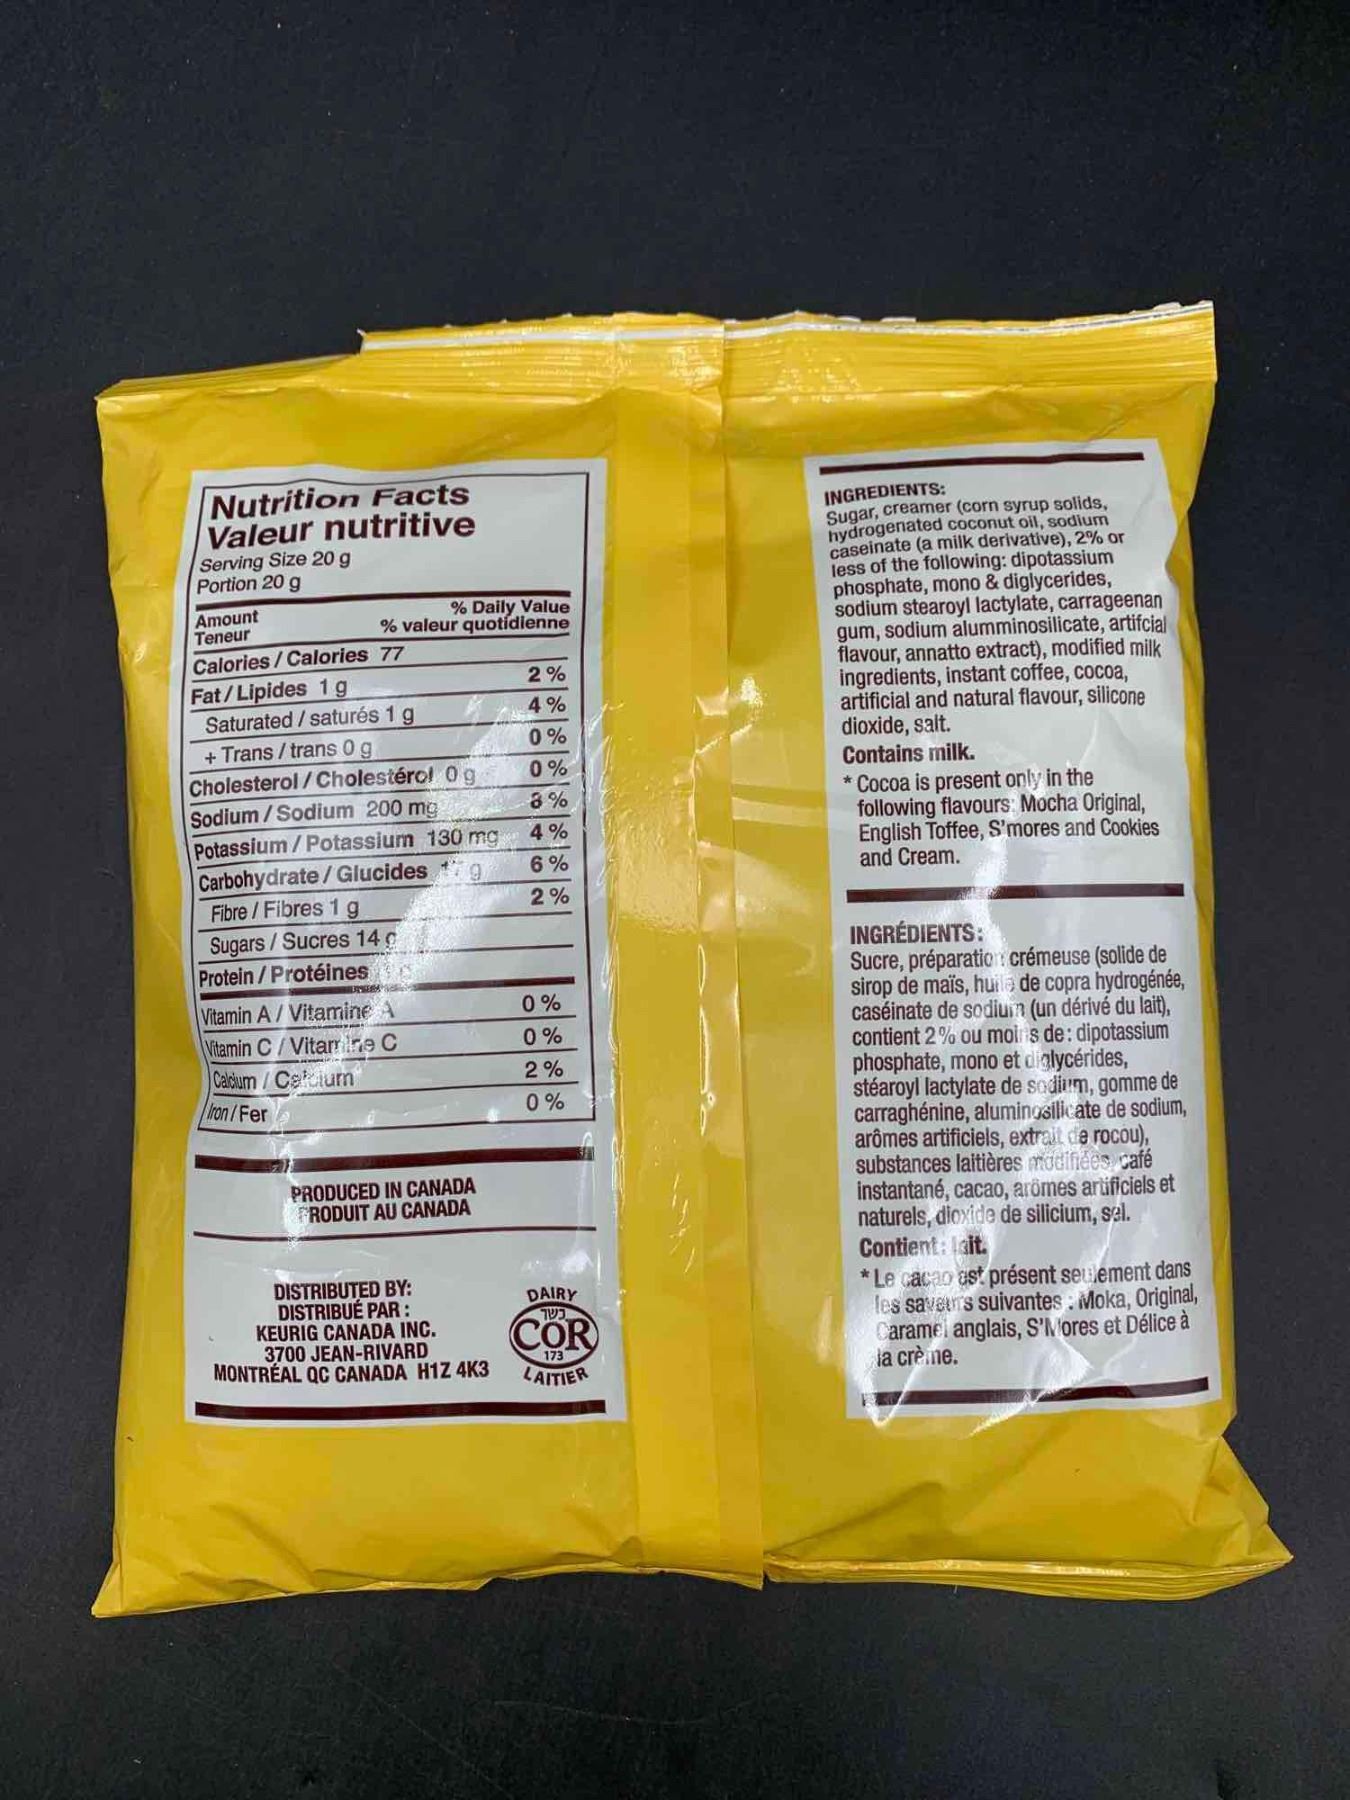 Nutrition Facts
Valeur nutritive
Serving Size 20 g
Portion 20 g
Amount % Daily Value
Teneur % valeur quotidienne
Calories / Calories 77
Fat / Lipides 1 g 2 %
Saturated / saturés 1 g 4 %
+ Trans / trans 0 g 0 %
Cholesterol / Cholestérol 0 g 0 %
Sodium / Sodium 200 mg 8 %
Potassium / Potassium 130 mg 4 %
Carbohydrate / Glucides g 6 %
Fibre / Fibres 1 g 2 %
Sugars / Sucres 14 g
Protein / Protéines
Vitamin A / Vitamine A 0 %
Vitamin C / Vitamine C 0 %
Calcium / Calcium 2 %
Iron / Fer 0 %
PRODUCED IN CANADA
PRODUIT AU CANADA
DISTRIBUTED BY:
DISTRIBUÉ PAR :
KEURIG CANADA INC.
3700 JEAN-RIVARD
MONTRÉAL QC CANADA H1Z 4K3
DAIRY
כשר
COR
173
LAITIER
INGREDIENTS:
Sugar, creamer (corn syrup solids,
hydrogenated coconut oil, sodium
caseinate (a milk derivative), 2% or
less of the following: dipotassium
phosphate, mono & diglycerides,
sodium stearoyl lactylate, carrageenan
gum, sodium alumminosilicate, artifcial
flavour, annatto extract), modified milk
ingredients, instant coffee, cocoa,
artificial and natural flavour, silicone
dioxide, salt.
Contains milk.
* Cocoa is present only in the
following flavours: Mocha Original,
English Toffee, S'mores and Cookies
and Cream.
INGRÉDIENTS :
Sucre, préparation crémeuse (solide de
sirop de maïs, huile de copra hydrogénée,
caséinate de sodium (un dérivé du lait),
contient 2% ou moins de : dipotassium
phosphate, mono et diglycérides,
stéaroyl lactylate de sodium, gomme de
carraghénine, aluminosilicate de sodium,
arômes artificiels, extrait de rocou),
substances laitières modifiées, café
instantané, cacao, arômes artificiels et
naturels, dioxide de silicium, sel.
Contient : lait.
* Le cacao est présent seulement dans
les saveurs suivantes : Moka, Original,
Caramel anglais, S'Mores et Délice à
la crème.